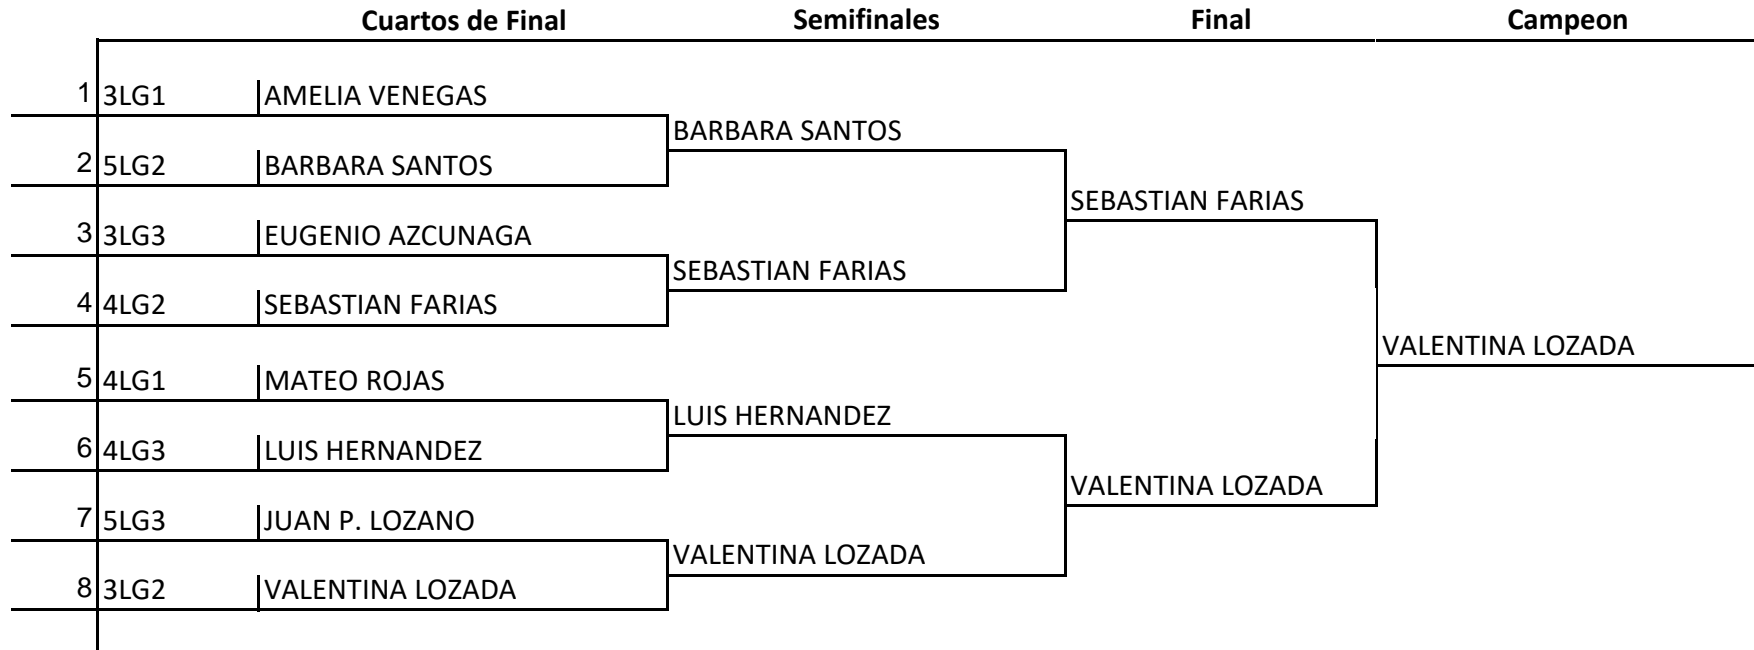 Cuartos de Final Semifinales Final Campeon
1 3LG1 AMELIA VENEGAS
BARBARA SANTOS
2 5LG2 BARBARA SANTOS
SEBASTIAN FARIAS
3 3LG3 EUGENIO AZCUNAGA
SEBASTIAN FARIAS
4 4LG2 SEBASTIAN FARIAS
VALENTINA LOZADA
5 4LG1 MATEO ROJAS
LUIS HERNANDEZ
6 4LG3 LUIS HERNANDEZ
VALENTINA LOZADA
7 5LG3 JUAN P. LOZANO
VALENTINA LOZADA
8 3LG2 VALENTINA LOZADA